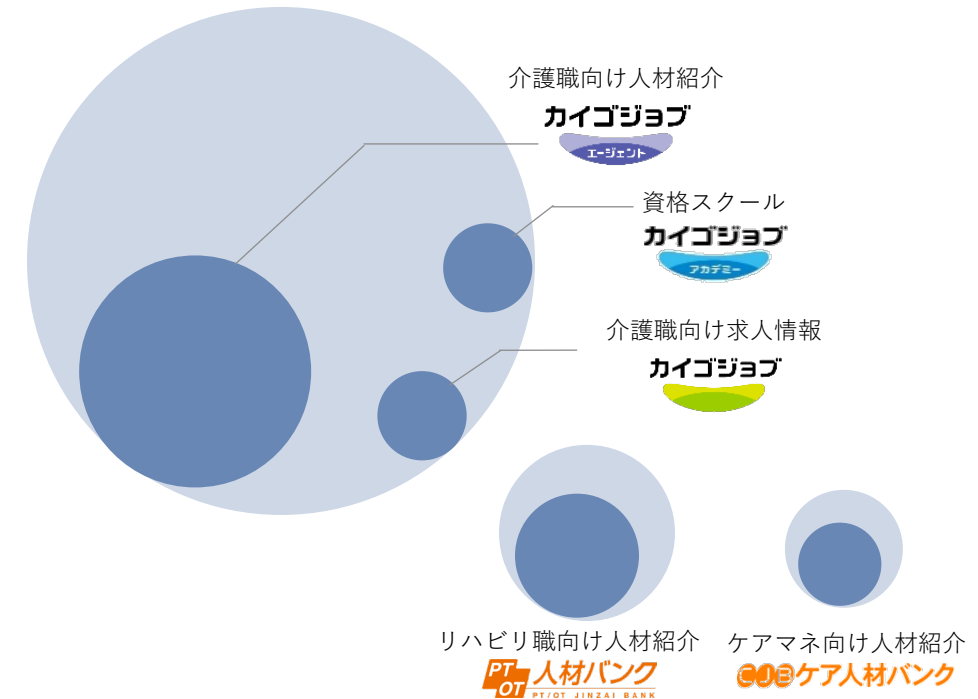 介護職向け人材紹介
カイゴジョブ
エージェント
資格スクール
カイゴジョブ
アカデミー
介護職向け求人情報
カイゴジョブ
リハビリ職向け人材紹介
PT
OT
人材バンク
PT/OT JINZAI BANK
ケアマネ向け人材紹介
CJBケア人材バンク